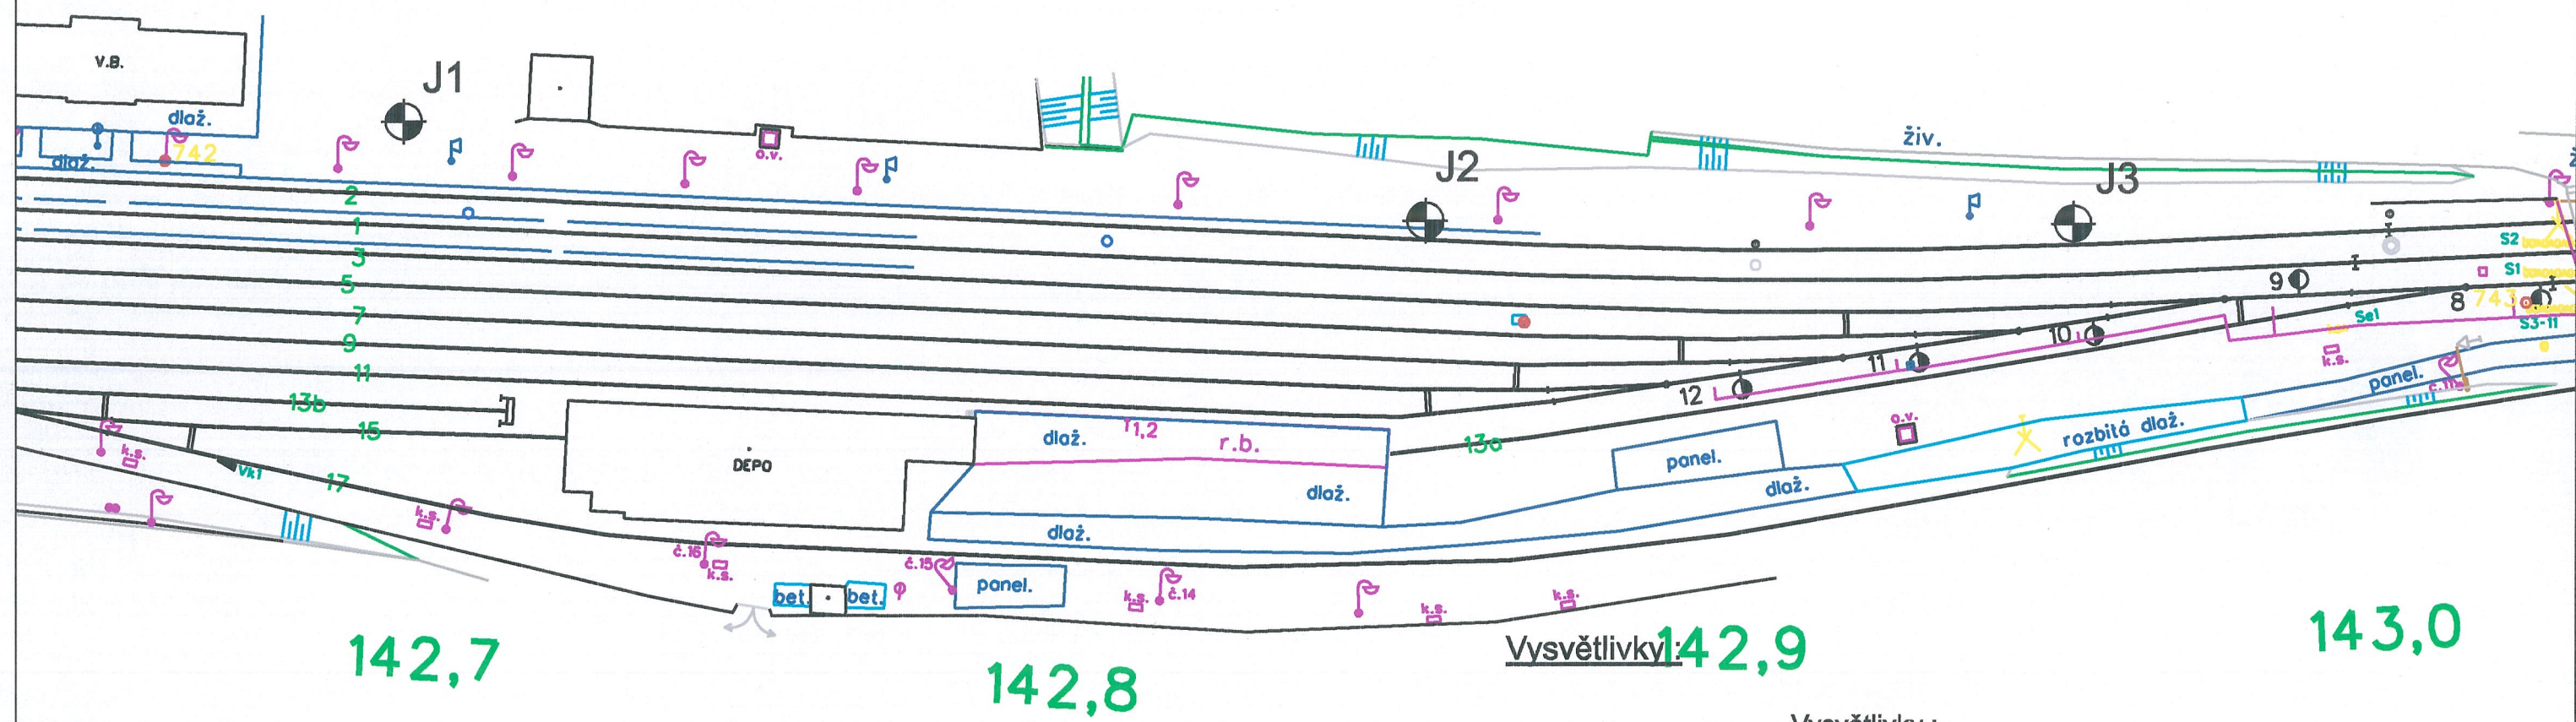 V.B.
J1
dlaž.
742
dlaž.
o.v.
J2
živ.
J3
2
1
3
5
7
9
11
13b
15
17
Vk1
k.s.
DEPO
dlaž.
T1,2
r.b.
dlaž.
dlaž.
13a
12
11
10
9
8
S2
S1
743
Se1
S3-11
k.s.
panel.
o.v.
rozbitá dlaž.
panel.
dlaž.
k.s.
č.16
k.s.
č.15
bet.
bet.
panel.
k.s.
č.14
k.s.
k.s.
142,7
142,8
Vysvětlivky:
142,9
143,0
Vysvětlivky: